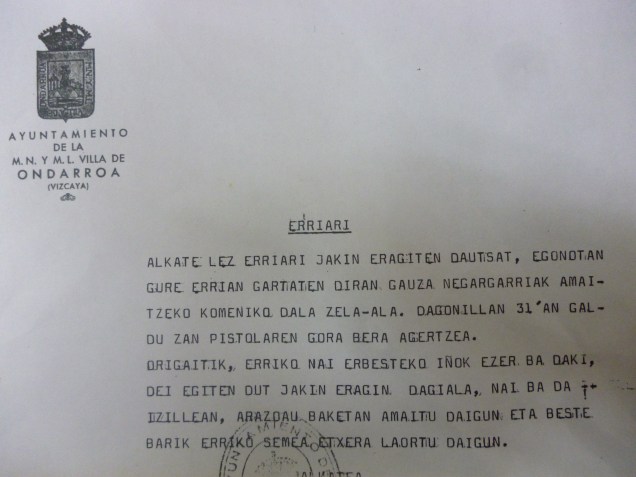 AYUNTAMIENTO
DE LA
M.N. Y M.L. VILLA DE
ONDARROA
(VIZCAYA)
ERRIARI
ALKATE LEZ ERRIARI JAKIN ERAGITEN DAUTSAT, EGONOTAN
GURE ERRIAN GARTATEN DIRAN GAUZA NEGARGARRIAK AMAI-
TZEKO KOMENIKO DALA ZELA-ALA. DAGONILLAN 31'AN GAL-
DU ZAN PISTOLAREN GORA BERA AGERTZEA.
ORIGAITIK, ERRIKO NAI ERBESTEKO IÑOK EZER BA DAKI,
DEI EGITEN DUT JAKIN ERAGIN DAGIALA, NAI BA DA
IZILLEAN, ARAZOAU BAKETAN AMAITU DAIGUN ETA BESTE
BARIK ERRIKO SEMEA ETXERA LAORTU DAIGUN.